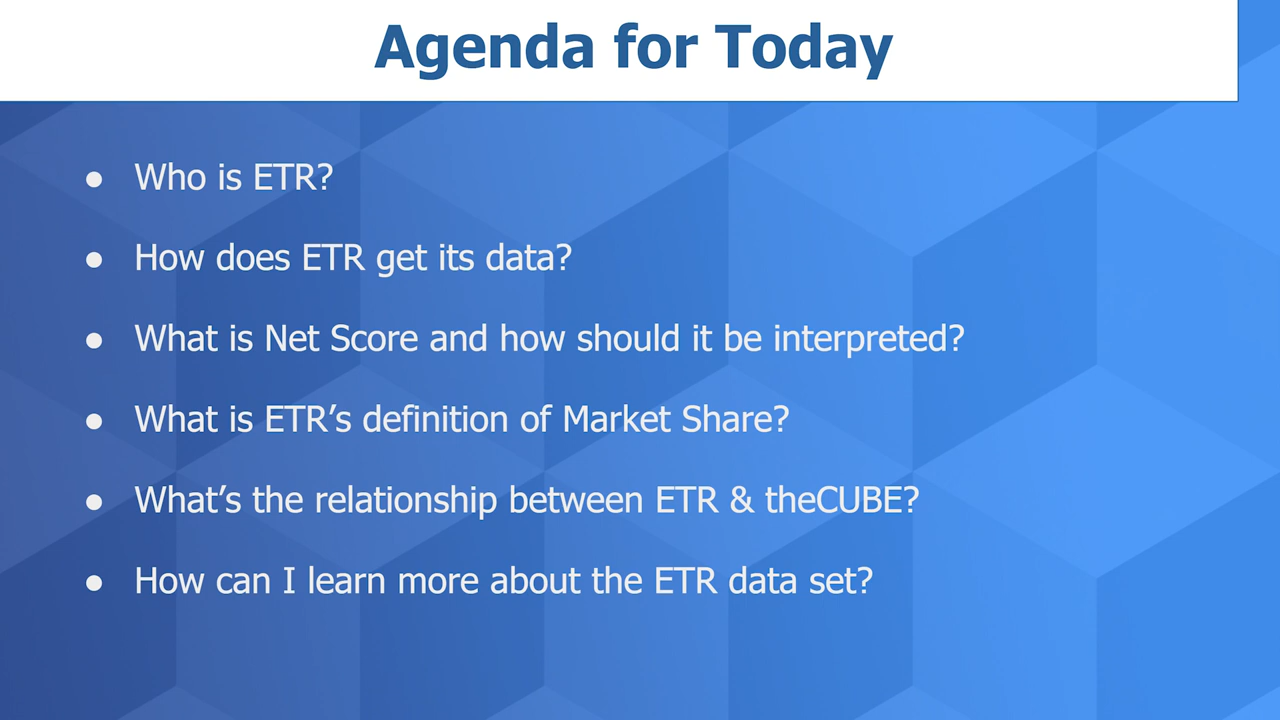 Agenda for Today
● Who is ETR?
● How does ETR get its data?
● What is Net Score and how should it be interpreted?
● What is ETR’s definition of Market Share?
● What’s the relationship between ETR & theCUBE?
● How can I learn more about the ETR data set?